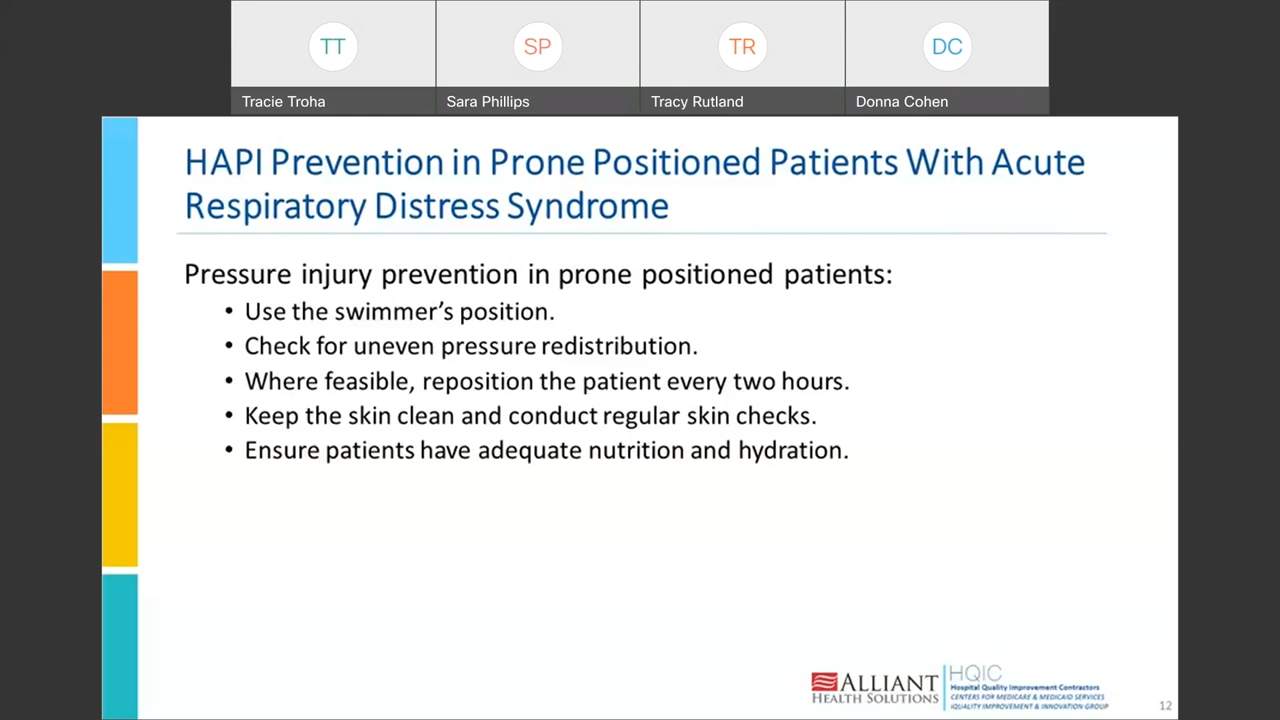 TT
SP
TR
DC
Tracie Troha
Sara Phillips
Tracy Rutland
Donna Cohen
HAPI Prevention in Prone Positioned Patients With Acute
Respiratory Distress Syndrome
Pressure injury prevention in prone positioned patients:
• Use the swimmer’s position.
• Check for uneven pressure redistribution.
• Where feasible, reposition the patient every two hours.
• Keep the skin clean and conduct regular skin checks.
• Ensure patients have adequate nutrition and hydration.
ALLIANT
HEALTH SOLUTIONS
HQIC
Hospital Quality Improvement Contractors
CENTERS FOR MEDICARE & MEDICAID SERVICES
iQUALITY IMPROVEMENT & INNOVATION GROUP
12